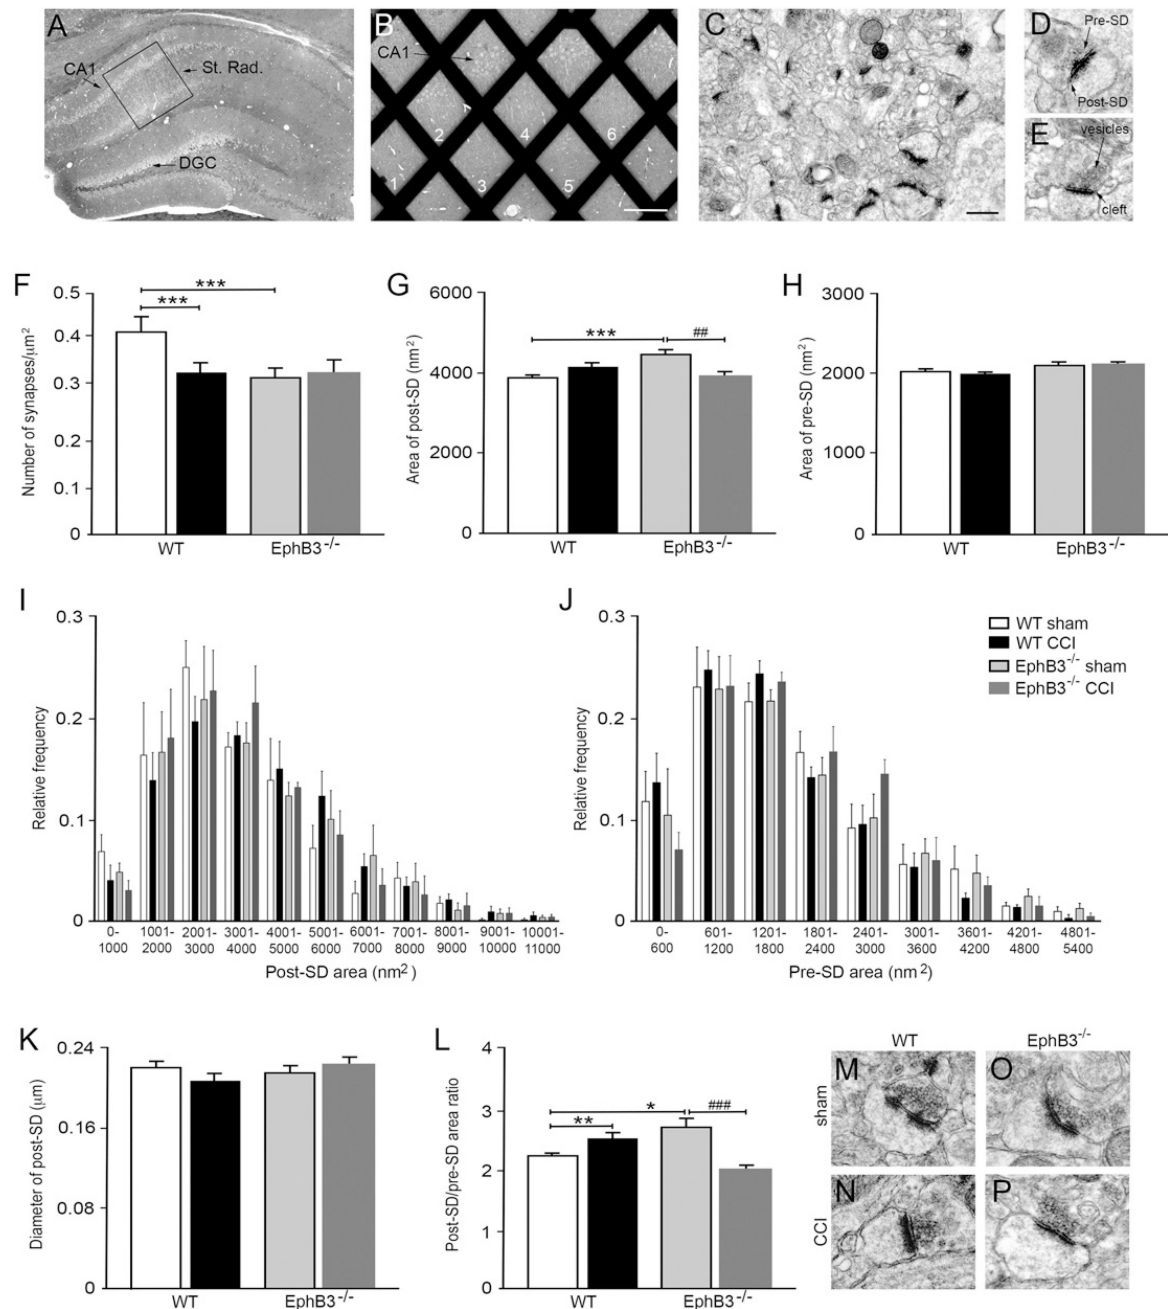 A
CA1
St. Rad.
DGC
B
CA1
2
4
6
1
3
5
C
D
Pre-SD
Post-SD
E
vesicles
cleft
F
Number of synapses/μm²
0.5
0.4
0.3
0.2
0.1
0
***
***
WT
EphB3⁻/⁻
G
Area of post-SD (nm²)
6000
4000
2000
0
***
##
WT
EphB3⁻/⁻
H
Area of pre-SD (nm²)
3000
2000
1000
0
WT
EphB3⁻/⁻
I
Relative frequency
0.3
0.2
0.1
0
0-
1000
1001-
2000
2001-
3000
3001-
4000
4001-
5000
5001-
6000
6001-
7000
7001-
8000
8001-
9000
9001-
10000
10001-
11000
Post-SD area (nm²)
J
Relative frequency
0.3
0.2
0.1
0
0-
600
601-
1200
1201-
1800
1801-
2400
2401-
3000
3001-
3600
3601-
4200
4201-
4800
4801-
5400
Pre-SD area (nm²)
WT sham
WT CCI
EphB3⁻/⁻ sham
EphB3⁻/⁻ CCI
K
Diameter of post-SD (μm)
0.24
0.16
0.08
0
WT
EphB3⁻/⁻
L
Post-SD/pre-SD area ratio
4
3
2
1
0
*
**
###
WT
EphB3⁻/⁻
WT
EphB3⁻/⁻
sham
M
O
CCI
N
P